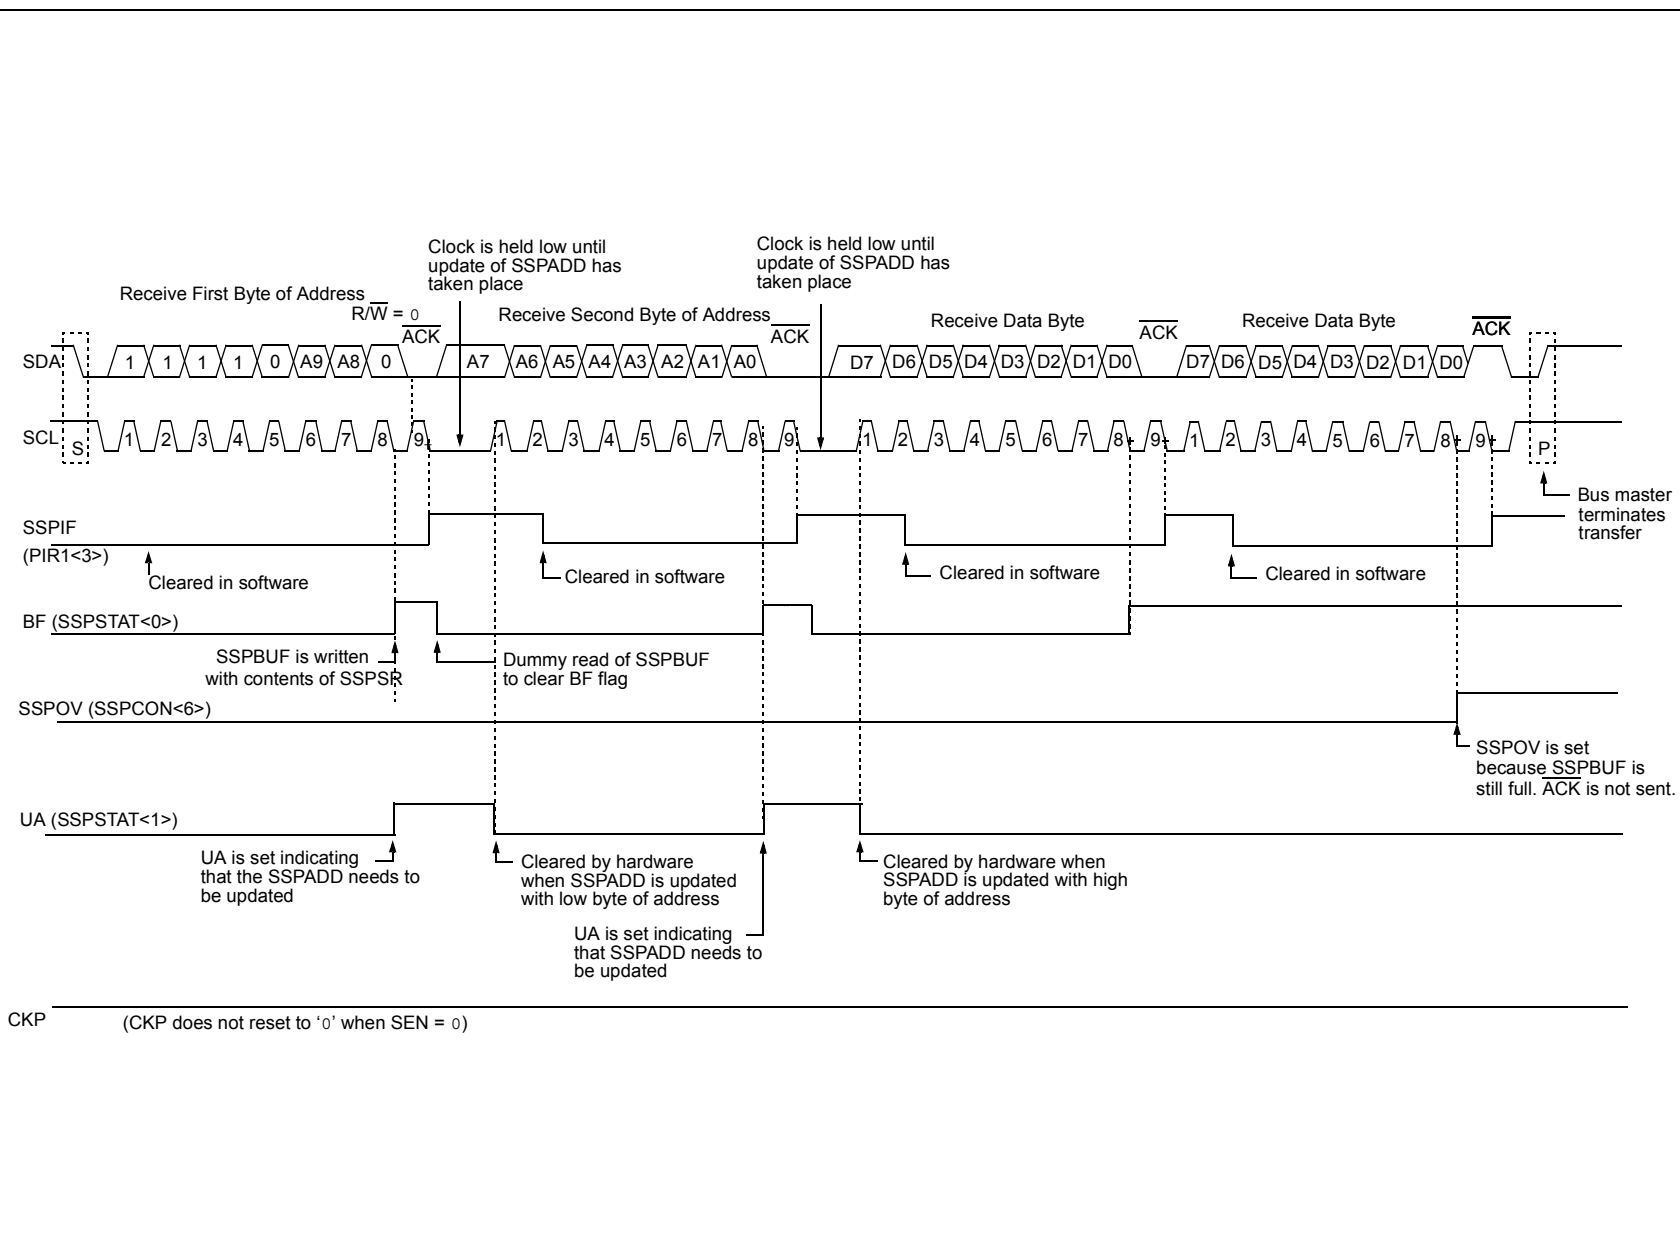 Clock is held low until
update of SSPADD has
taken place
Clock is held low until
update of SSPADD has
taken place
Receive First Byte of Address
R/W = 0
ACK
Receive Second Byte of Address
ACK
Receive Data Byte
ACK
Receive Data Byte
ACK
SDA 1 1 1 1 0 A9 A8 0 A7 A6 A5 A4 A3 A2 A1 A0 D7 D6 D5 D4 D3 D2 D1 D0 D7 D6 D5 D4 D3 D2 D1 D0
SCL S 1 2 3 4 5 6 7 8 9 1 2 3 4 5 6 7 8 9 1 2 3 4 5 6 7 8 9 1 2 3 4 5 6 7 8 9 P
Bus master
terminates
transfer
SSPIF
(PIR1<3>)
Cleared in software
Cleared in software
Cleared in software
Cleared in software
BF (SSPSTAT<0>)
SSPBUF is written
with contents of SSPSR
Dummy read of SSPBUF
to clear BF flag
SSPOV (SSPCON<6>)
SSPOV is set
because SSPBUF is
still full. ACK is not sent.
UA (SSPSTAT<1>)
UA is set indicating
that the SSPADD needs to
be updated
Cleared by hardware
when SSPADD is updated
with low byte of address
UA is set indicating
that SSPADD needs to
be updated
Cleared by hardware when
SSPADD is updated with high
byte of address
CKP
(CKP does not reset to ‘0’ when SEN = 0)